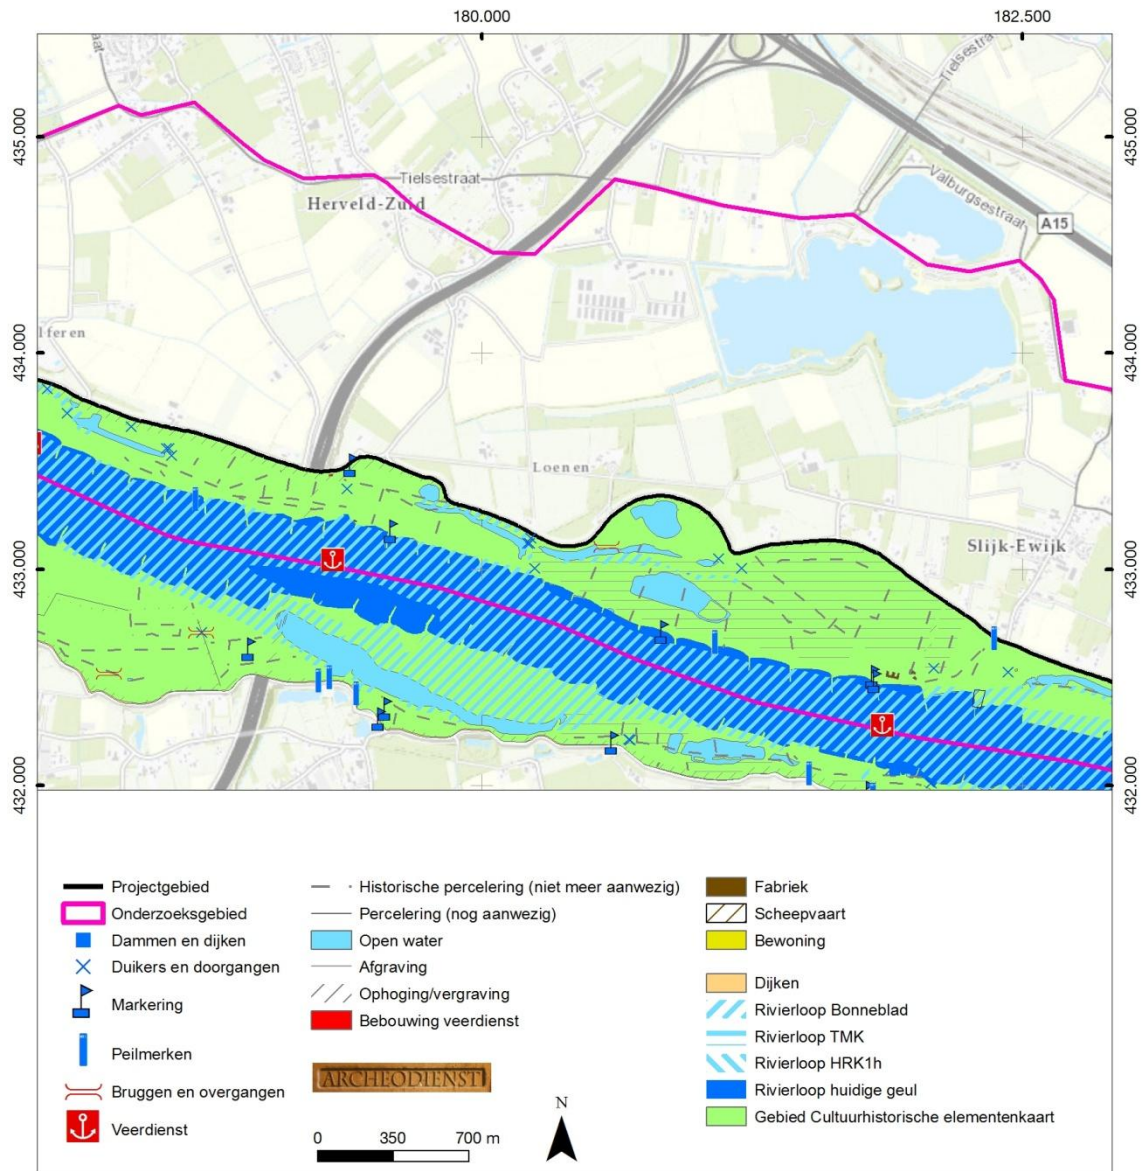 180.000
182.500
aat
Tielsestra
435.000
435.000
Tielsestraat
Valburgsestraat
Herveld-Zuid
A15
lferen
434.000
434.000
Loenen
Slijk-Ewijk
433.000
433.000
E
432.000
432.000
Projectgebied
Onderzoeksgebied
Dammen en dijken
Duikers en doorgangen
Markering
Peilmerken
Bruggen en overgangen
Veerdienst
Historische percelering (niet meer aanwezig)
Percelering (nog aanwezig)
Open water
Afgraving
Ophoging/vergraving
Bebouwing veerdienst
ARCHEODIENST
0 350 700 m
N
Fabriek
Scheepvaart
Bewoning
Dijken
Rivierloop Bonneblad
Rivierloop TMK
Rivierloop HRK1h
Rivierloop huidige geul
Gebied Cultuurhistorische elementenkaart